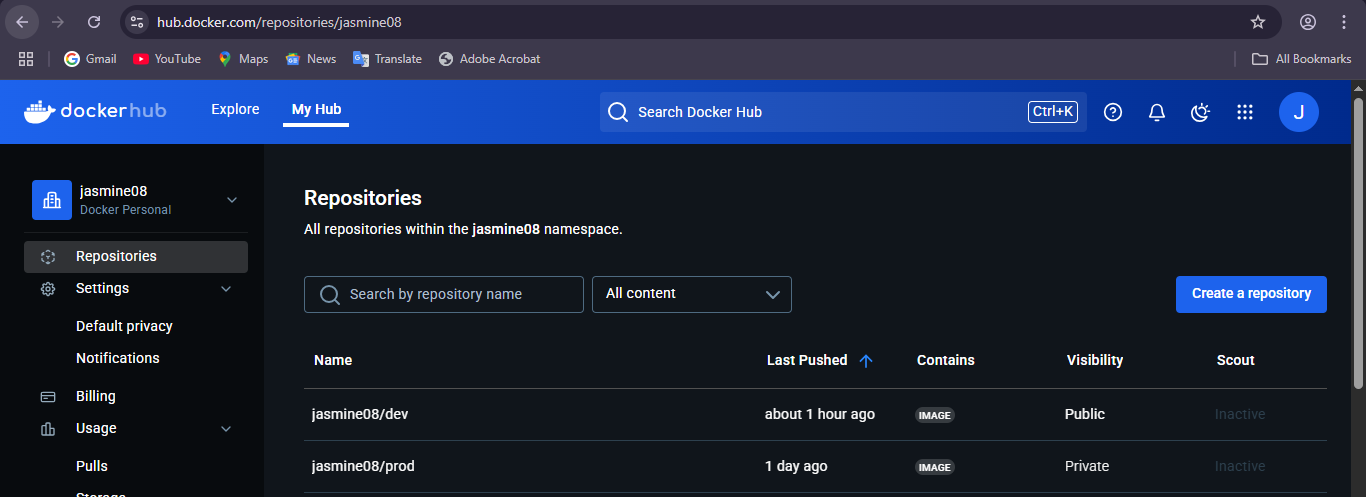 hub.docker.com/repositories/jasmine08
Gmail YouTube Maps News Translate Adobe Acrobat All Bookmarks
dockerhub Explore My Hub Search Docker Hub Ctrl+K J
jasmine08
Docker Personal
Repositories
Settings
Default privacy
Notifications
Billing
Usage
Pulls
Storage
Repositories
All repositories within the jasmine08 namespace.
Search by repository name All content Create a repository
Name Last Pushed Contains Visibility Scout
jasmine08/dev about 1 hour ago IMAGE Public Inactive
jasmine08/prod 1 day ago IMAGE Private Inactive